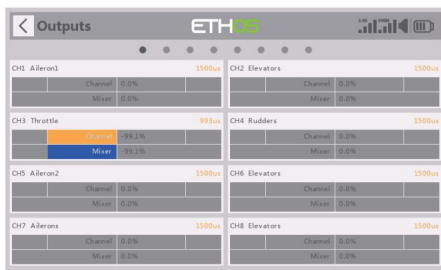 Outputs
ETHOS
2.4G 900M
CH1 Aileron1 1500us
Channel 0.0%
Mixer 0.0%
CH2 Elevators 1500us
Channel 0.0%
Mixer 0.0%
CH3 Throttle 993us
Channel -99.1%
Mixer -99.1%
CH4 Rudders 1500us
Channel 0.0%
Mixer 0.0%
CH5 Aileron2 1500us
Channel 0.0%
Mixer 0.0%
CH6 Elevators 1500us
Channel 0.0%
Mixer 0.0%
CH7 Ailerons 1500us
Channel 0.0%
Mixer 0.0%
CH8 Elevators 1500us
Channel 0.0%
Mixer 0.0%